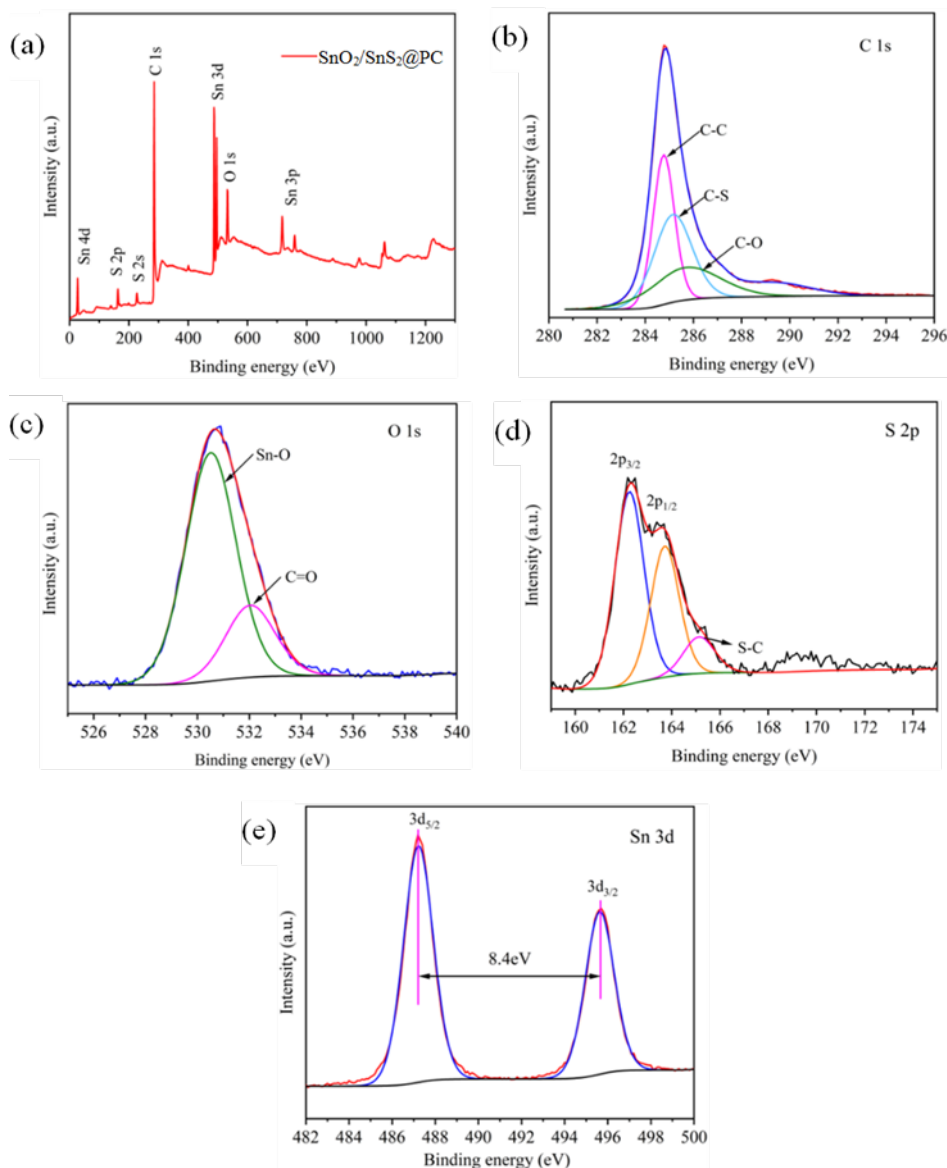 (a)
SnO₂/SnS₂@PC
Sn 4d
S 2p
S 2s
C 1s
Sn 3d
O 1s
Sn 3p
Intensity (a.u.)
0 200 400 600 800 1000 1200
Binding energy (eV)
(b)
C 1s
C-C
C-S
C-O
Intensity (a.u.)
280 282 284 286 288 290 292 294 296
Binding energy (eV)
(c)
O 1s
Sn-O
C=O
Intensity (a.u.)
526 528 530 532 534 536 538 540
Binding energy (eV)
(d)
S 2p
2p₃/₂
2p₁/₂
S-C
Intensity (a.u.)
160 162 164 166 168 170 172 174
Binding energy (eV)
(e)
Sn 3d
3d₅/₂
3d₃/₂
8.4eV
Intensity (a.u.)
482 484 486 488 490 492 494 496 498 500
Binding energy (eV)